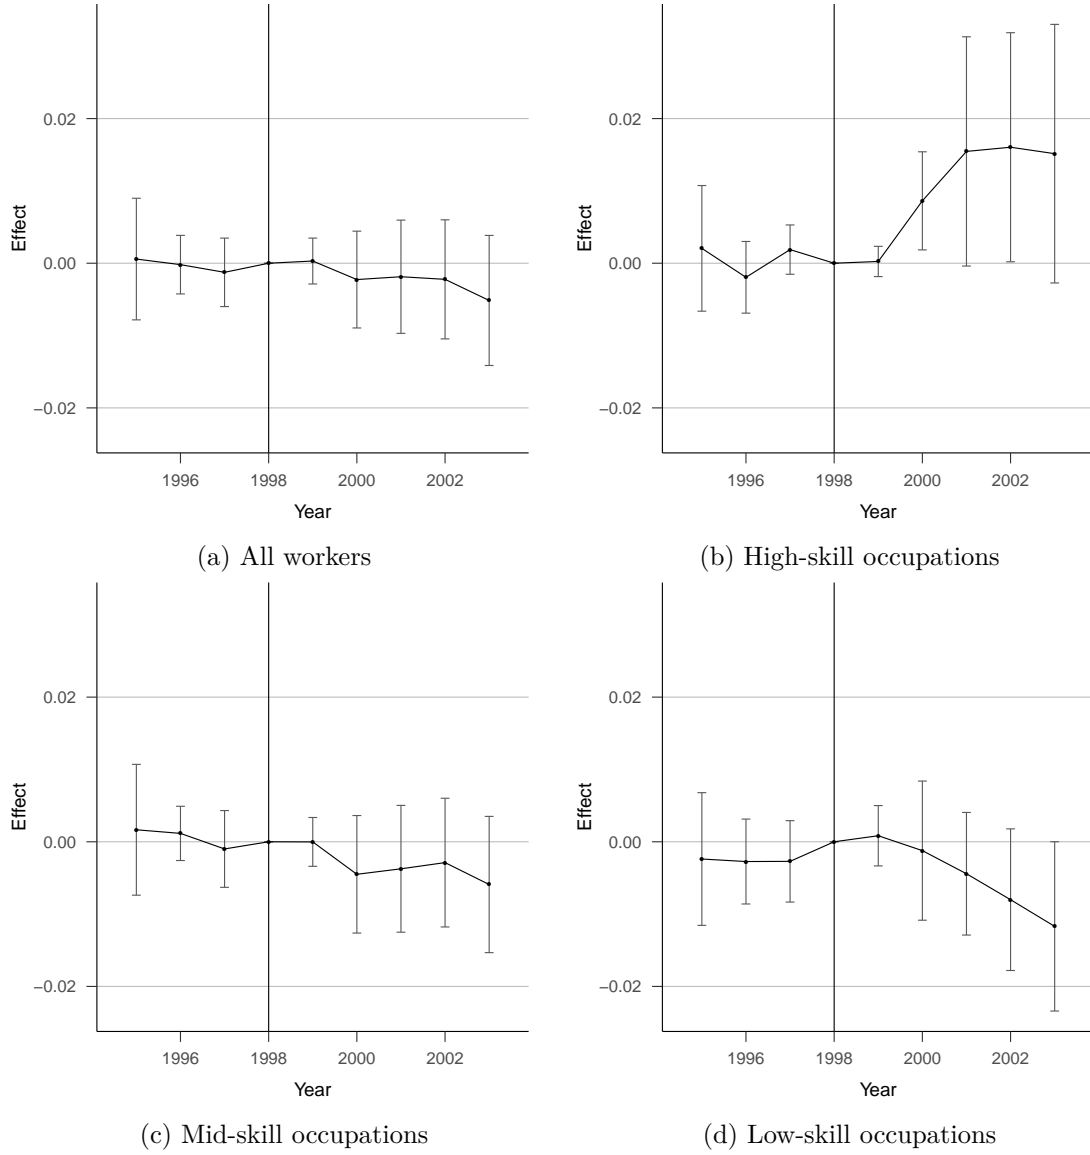 0.02
0.00
−0.02
Effect
1996 1998 2000 2002
Year
(a) All workers
0.02
0.00
−0.02
Effect
1996 1998 2000 2002
Year
(b) High-skill occupations
0.02
0.00
−0.02
Effect
1996 1998 2000 2002
Year
(c) Mid-skill occupations
0.02
0.00
−0.02
Effect
1996 1998 2000 2002
Year
(d) Low-skill occupations